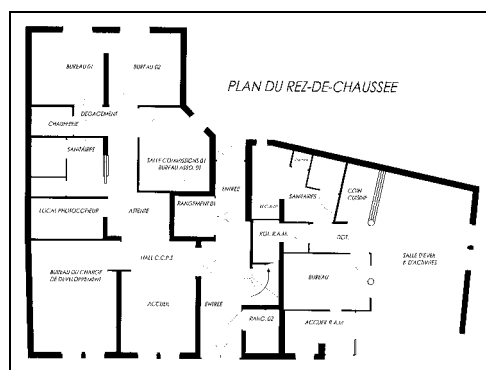 PLAN DU REZ-DE-CHAUSSEE
BUREAU 01
BUREAU 02
DEGAGEMENT
CHAUFFERIE
SANITAIRES
SALLE COMMISSIONS 01
BUREAU ASSO. 01
LOCAL PHOTOCOPIEUR
ATTENTE
RANGEMENT 01
ENTREE
SANITAIRES
COIN
CUISINE
RGT. R.A.M.
DGT.
HALL C.C.P.S
BUREAU DU CHARGE
DE DEVELOPPEMENT
ACCUEIL
ENTREE
BUREAU
SALLE D'EVEIL
& D'ACTIVITES
RANG. 02
ACCUEIL R.A.M.